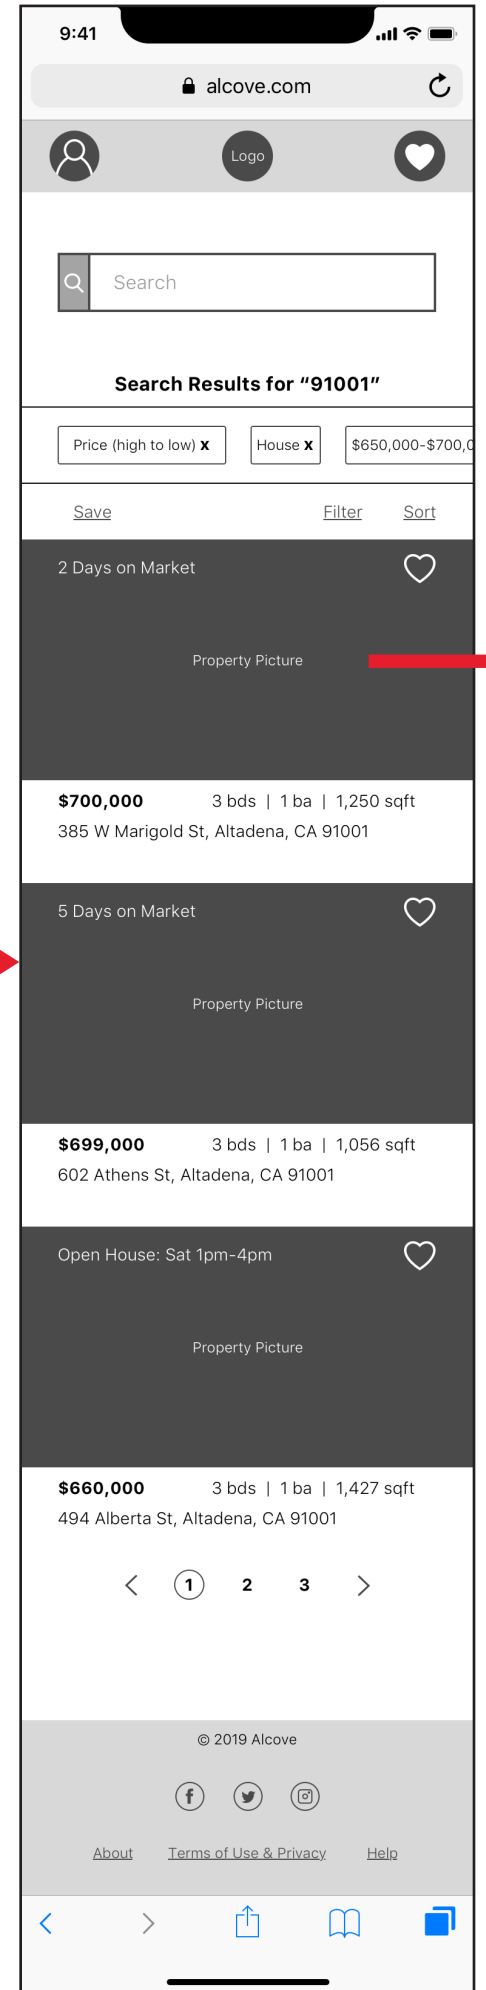 9:41
alcove.com
Logo
Search
Search Results for “91001”
Price (high to low) x House x $650,000-$700,0
Save Filter Sort
2 Days on Market
Property Picture
$700,000 3 bds | 1 ba | 1,250 sqft
385 W Marigold St, Altadena, CA 91001
5 Days on Market
Property Picture
$699,000 3 bds | 1 ba | 1,056 sqft
602 Athens St, Altadena, CA 91001
Open House: Sat 1pm-4pm
Property Picture
$660,000 3 bds | 1 ba | 1,427 sqft
494 Alberta St, Altadena, CA 91001
1 2 3
© 2019 Alcove
About Terms of Use & Privacy Help